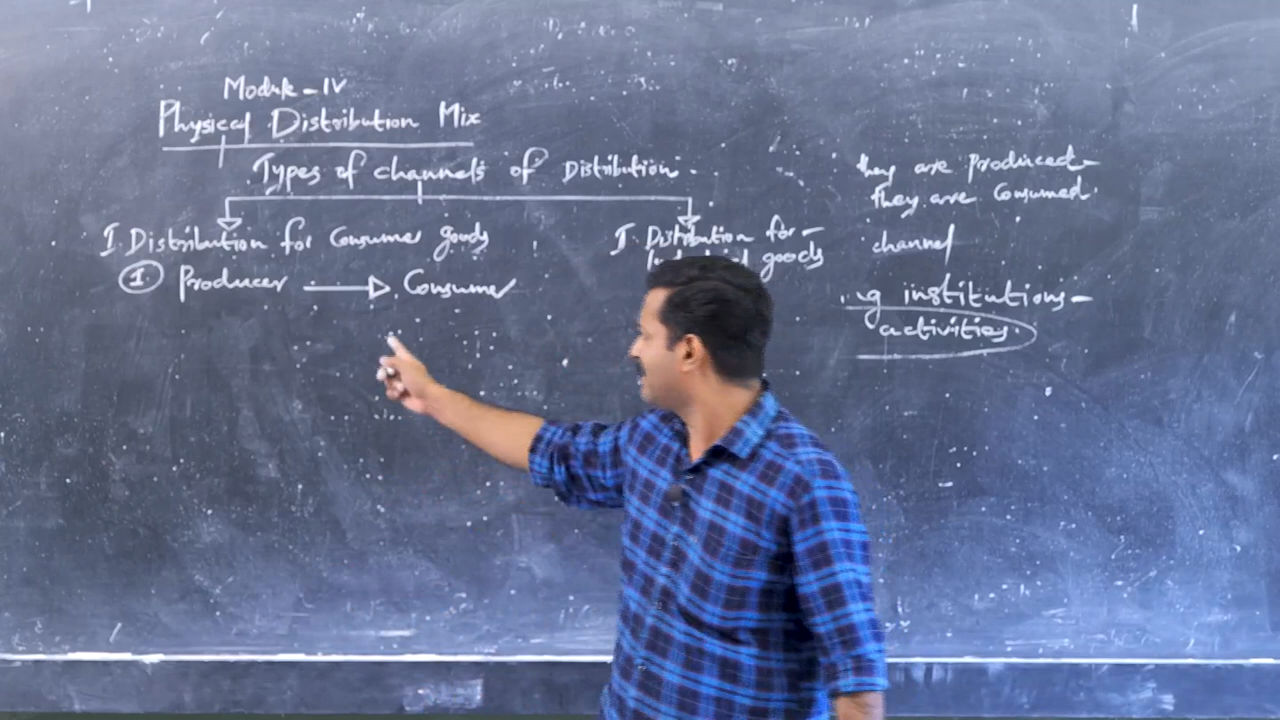 Module - IV
Physical Distribution Mix
Types of channels of Distribution.
I. Distribution for Consumer goods
① Producer → Consumer
I. Distribution for -
goods
they are produced
they are Consumed.
channel
institutions -
activities.